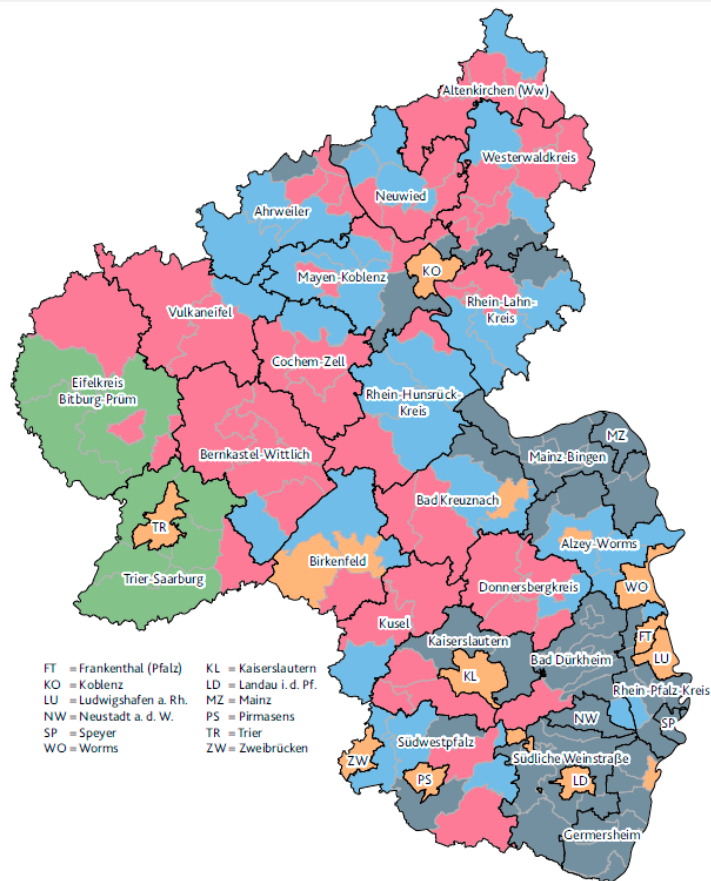 Altenkirchen (Ww)
Westerwaldkreis
Neuwied
Ahrweiler
KO
Mayen-Koblenz
Rhein-Lahn-
Kreis
Vulkaneifel
Cochem-Zell
Eifelkreis
Bitburg-Prüm
Rhein-Hunsrück-
Kreis
MZ
Mainz-Bingen
Bernkastel-Wittlich
Bad Kreuznach
TR
Alzey-Worms
Birkenfeld
Trier-Saarburg
Donnersbergkreis
WO
Kusel
Kaiserslautern
FT
Bad Dürkheim
LU
KL
Rhein-Pfalz-Kreis
NW
SP
Südwestpfalz
ZW
Südliche Weinstraße
PS
LD
Germersheim
FT = Frankenthal (Pfalz)
KO = Koblenz
LU = Ludwigshafen a. Rh.
NW = Neustadt a. d. W.
SP = Speyer
WO = Worms
KL = Kaiserslautern
LD = Landau i. d. Pf.
MZ = Mainz
PS = Pirmasens
TR = Trier
ZW = Zweibrücken